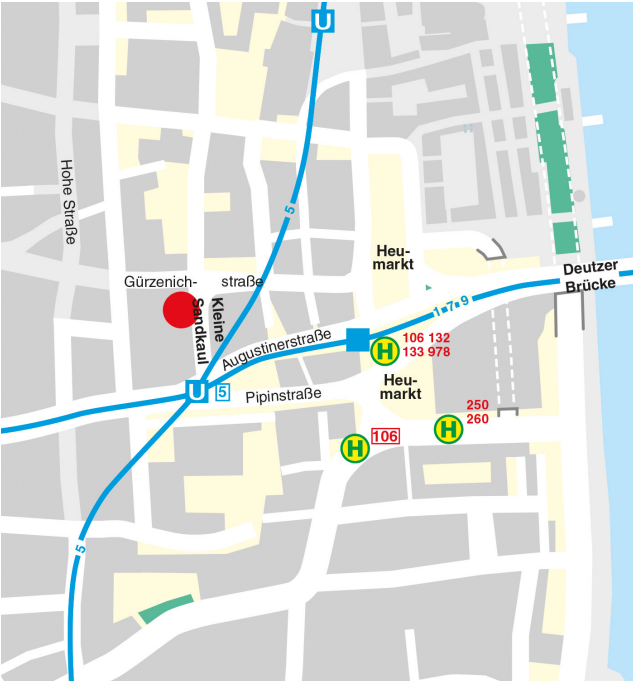 U
5
Hohe Straße
Heu-
markt
Deutzer
Brücke
Gürzenich- straße
Kleine
Sandkaul
1 7 9
Augustinerstraße
H
106 132
133 978
U
5
Pipinstraße
Heu-
markt
250
260
H
H
106
5